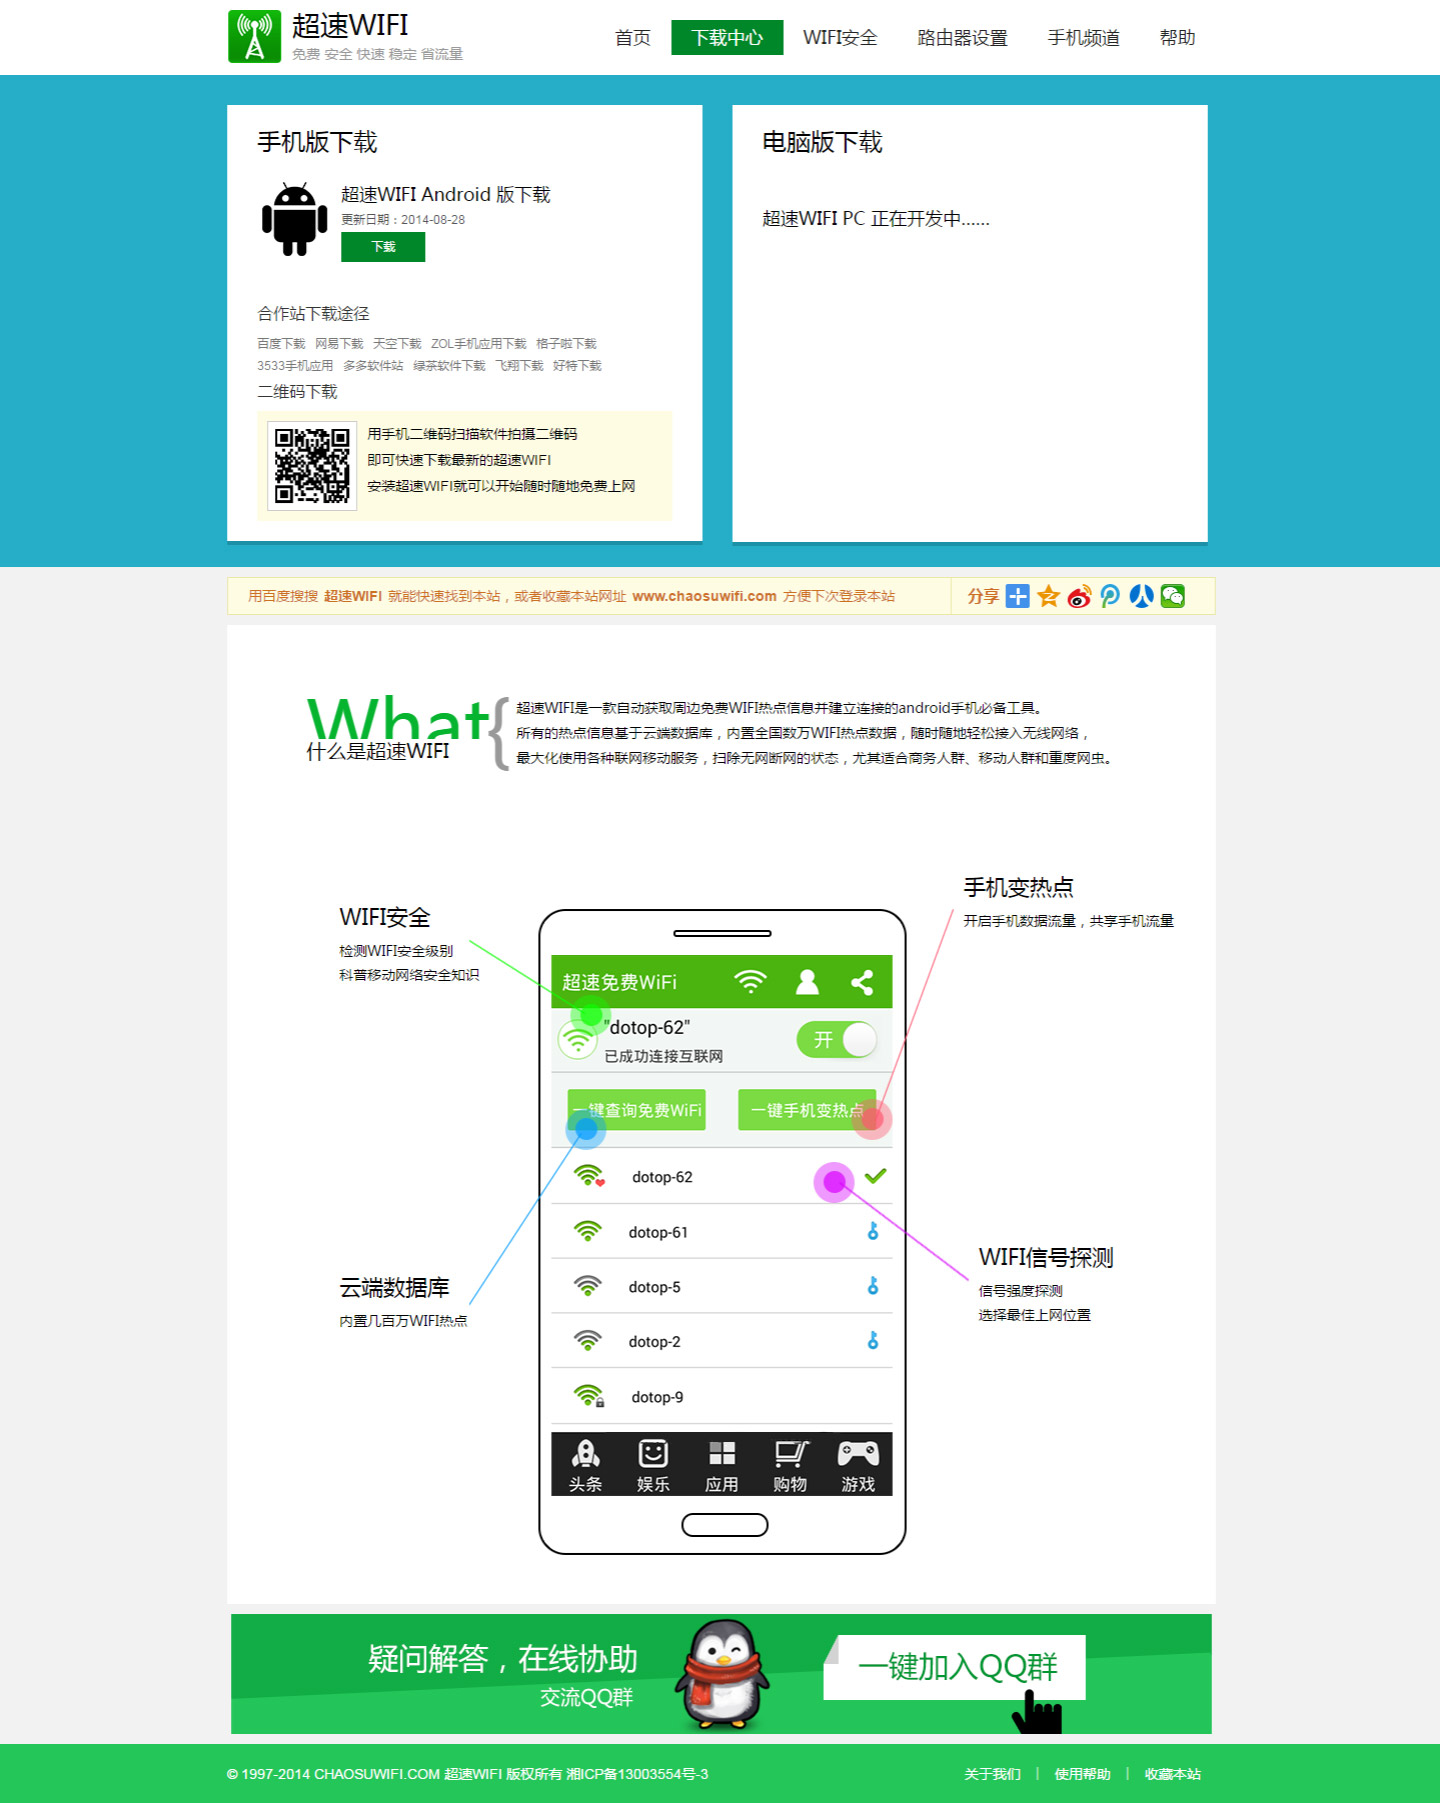 超速WIFI
免费 安全 快速 稳定 省流量
首页 下载中心 WIFI安全 路由器设置 手机频道 帮助
手机版下载
超速WIFI Android 版下载
更新日期：2014-08-28
下载
合作站下载途径
百度下载 网易下载 天空下载 ZOL手机应用下载 格子啦下载
3533手机应用 多多软件站 绿茶软件下载 飞翔下载 好特下载
二维码下载
用手机二维码扫描软件拍摄二维码
即可快速下载最新的超速WIFI
安装超速WIFI就可以开始随时随地免费上网
电脑版下载
超速WIFI PC 正在开发中......
用百度搜搜 超速WIFI 就能快速找到本站，或者收藏本站网址 www.chaosuwifi.com 方便下次登录本站
分享
What
什么是超速WIFI
超速WIFI是一款自动获取周边免费WIFI热点信息并建立连接的android手机必备工具。
所有的热点信息基于云端数据库，内置全国数万WIFI热点数据，随时随地轻松接入无线网络，
最大化使用各种联网移动服务，扫除无网断网的状态，尤其适合商务人群、移动人群和重度网虫。
手机变热点
开启手机数据流量，共享手机流量
WIFI安全
检测WIFI安全级别
科普移动网络安全知识
超速免费WiFi
"dotop-62"
已成功连接互联网
开
一键查询免费WiFi
一键手机变热点
dotop-62
dotop-61
dotop-5
dotop-2
dotop-9
头条 娱乐 应用 购物 游戏
云端数据库
内置几百万WIFI热点
WIFI信号探测
信号强度探测
选择最佳上网位置
疑问解答，在线协助
交流QQ群
一键加入QQ群
© 1997-2014 CHAOSUWIFI.COM 超速WIFI 版权所有 湘ICP备13003554号-3
关于我们 | 使用帮助 | 收藏本站